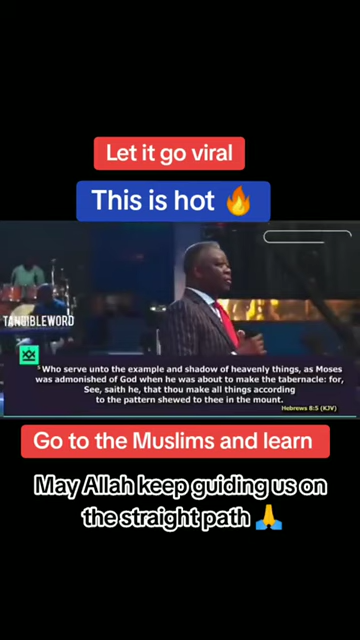 Let it go viral
This is hot 🔥
TANGIBLEWORD
5 Who serve unto the example and shadow of heavenly things, as Moses
was admonished of God when he was about to make the tabernacle: for,
See, saith he, that thou make all things according
to the pattern shewed to thee in the mount.
Hebrews 8:5 (KJV)
Go to the Muslims and learn
May Allah keep guiding us on
the straight path 🙏